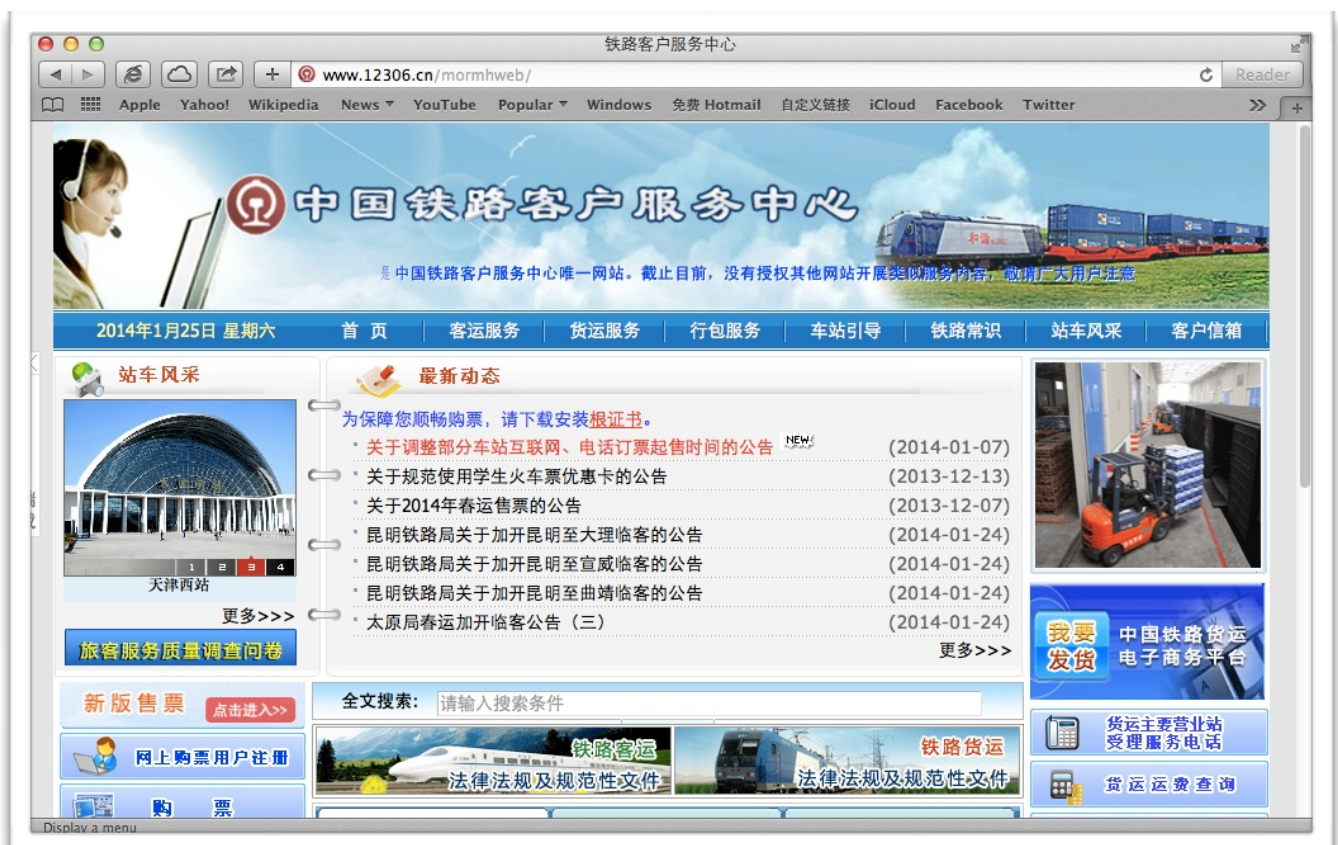 铁路客户服务中心
www.12306.cn/mormhweb/
Reader
Apple Yahoo! Wikipedia News YouTube Popular Windows 免费 Hotmail 自定义链接 iCloud Facebook Twitter
中国铁路客户服务中心
是中国铁路客户服务中心唯一网站。截止目前，没有授权其他网站开展类似服务内容，敬请广大用户注意
2014年1月25日 星期六 首 页 客运服务 货运服务 行包服务 车站引导 铁路常识 站车风采 客户信箱
站车风采
1 2 3 4
天津西站
更多>>>
旅客服务质量调查问卷
最新动态
为保障您顺畅购票，请下载安装根证书。
关于调整部分车站互联网、电话订票起售时间的公告 NEW! (2014-01-07)
关于规范使用学生火车票优惠卡的公告 (2013-12-13)
关于2014年春运售票的公告 (2013-12-07)
昆明铁路局关于加开昆明至大理临客的公告 (2014-01-24)
昆明铁路局关于加开昆明至宣威临客的公告 (2014-01-24)
昆明铁路局关于加开昆明至曲靖临客的公告 (2014-01-24)
太原局春运加开临客公告（三） (2014-01-24)
更多>>>
我要
发货
中国铁路货运
电子商务平台
新版售票 点击进入>>
全文搜索: 请输入搜索条件
网上购票用户注册
购 票
铁路客运
法律法规及规范性文件
铁路货运
法律法规及规范性文件
货运主要营业站
受理服务电话
货运运费查询
Display a menu